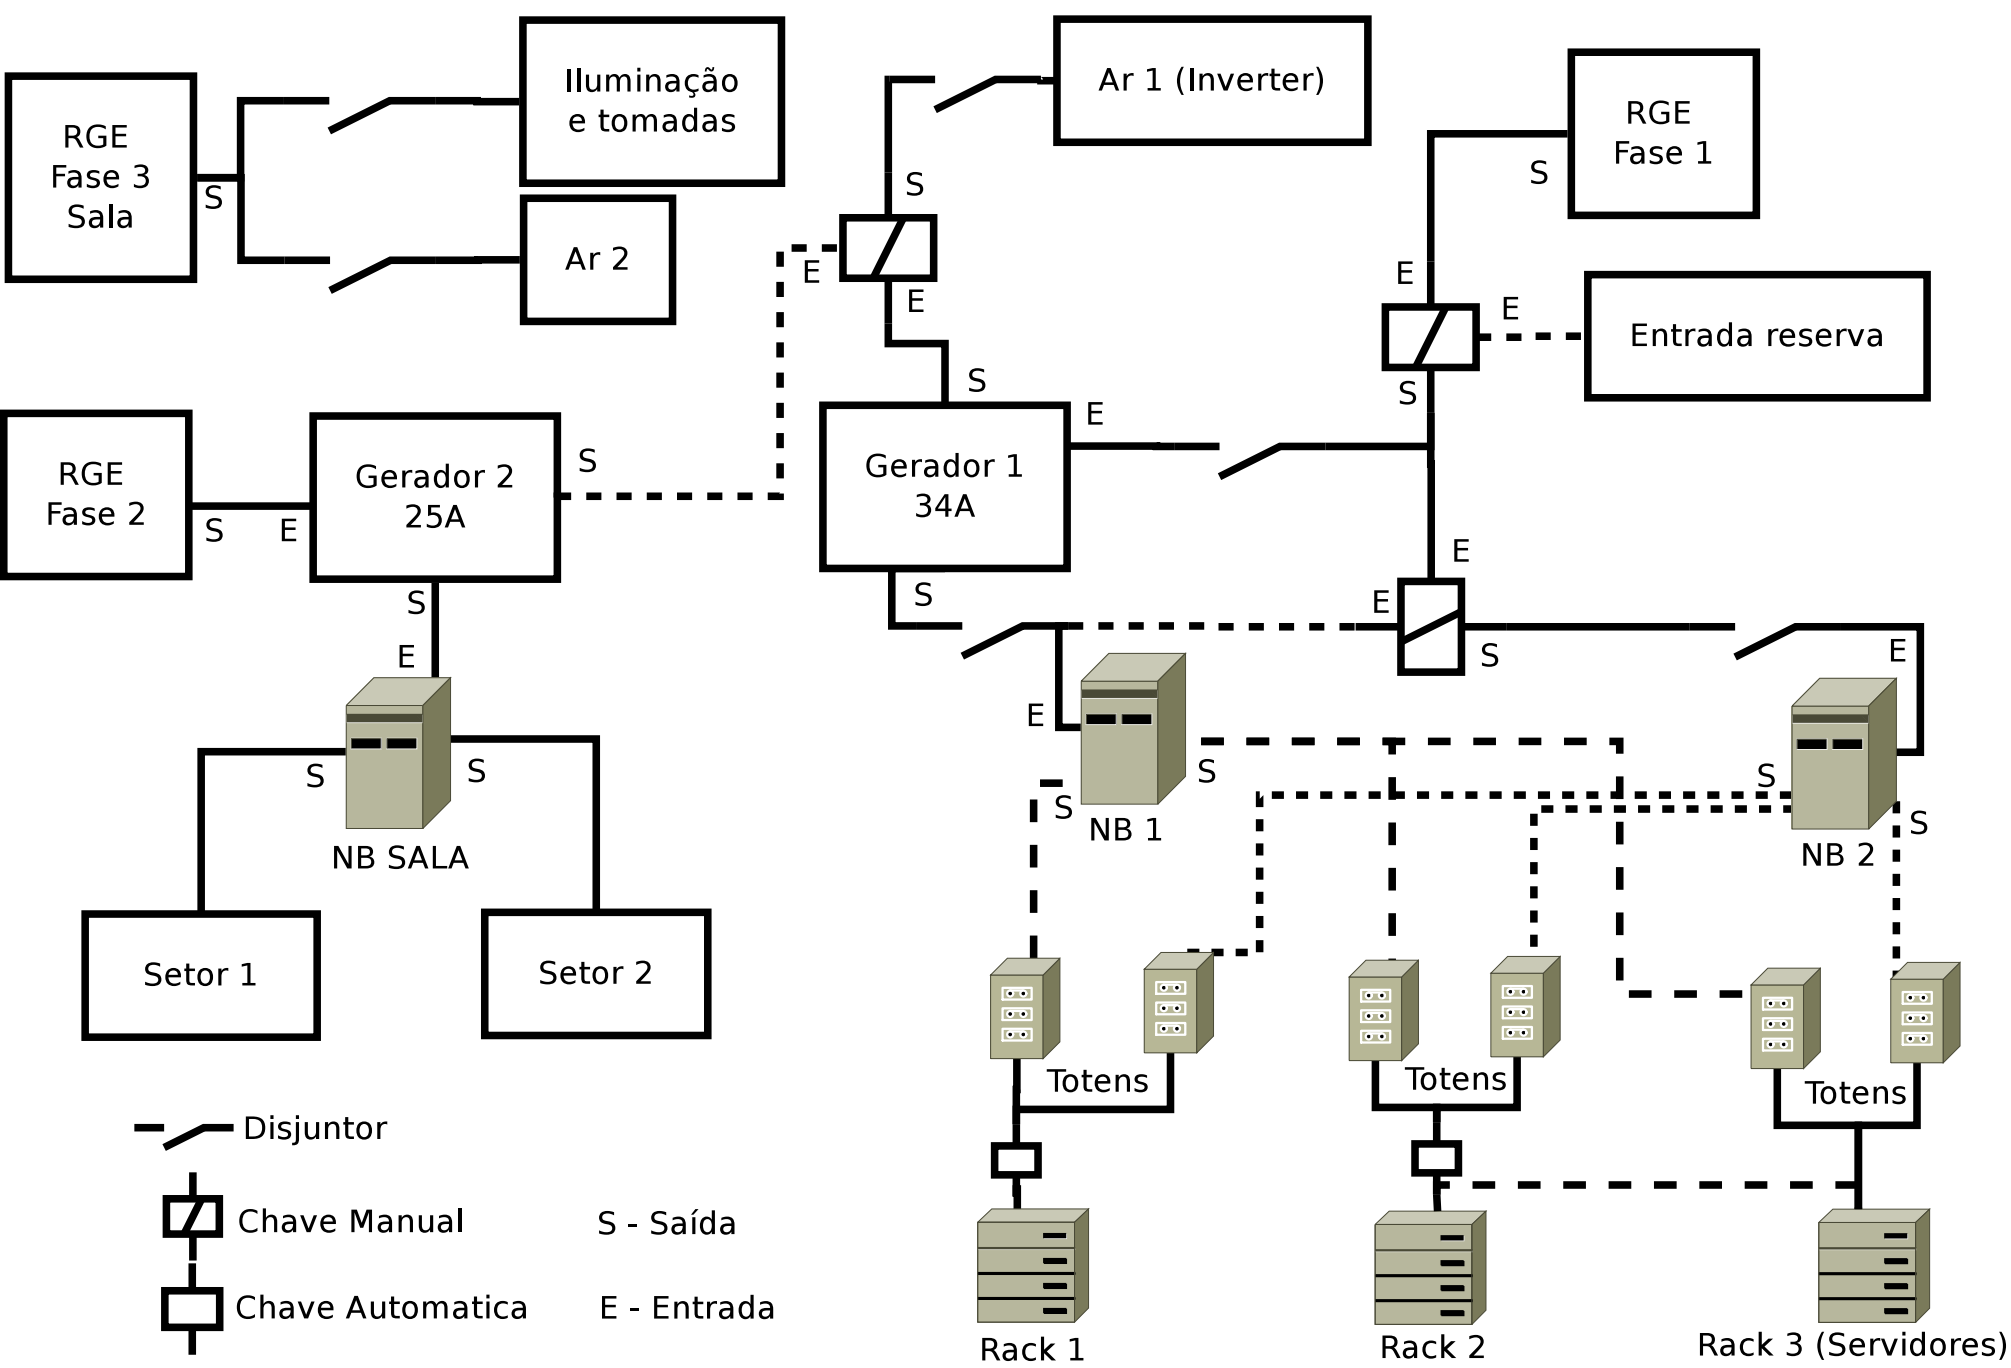 Iluminação
e tomadas
Ar 1 (Inverter)
RGE
Fase 1
RGE
Fase 3
Sala
S
S
S
Ar 2
E
E
E
E
Entrada reserva
S
S
E
RGE
Fase 2
S
E
Gerador 2
25A
S
Gerador 1
34A
E
S
S
E
S
E
E
S
E
S
S
S
S
S
S
NB 1
NB 2
NB SALA
Setor 1
Setor 2
Totens
Totens
Totens
Disjuntor
Chave Manual
S - Saída
Chave Automatica
E - Entrada
Rack 1
Rack 2
Rack 3 (Servidores)